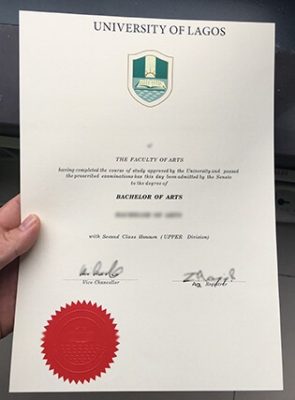 UNIVERSITY OF LAGOS
of
THE FACULTY OF ARTS
having completed the course of study approved by the University and passed
the prescribed examinations has this day been admitted by the Senate
to the degree of
BACHELOR OF ARTS
with Second Class Honours (UPPER Division)
Vice Chancellor
Registrar